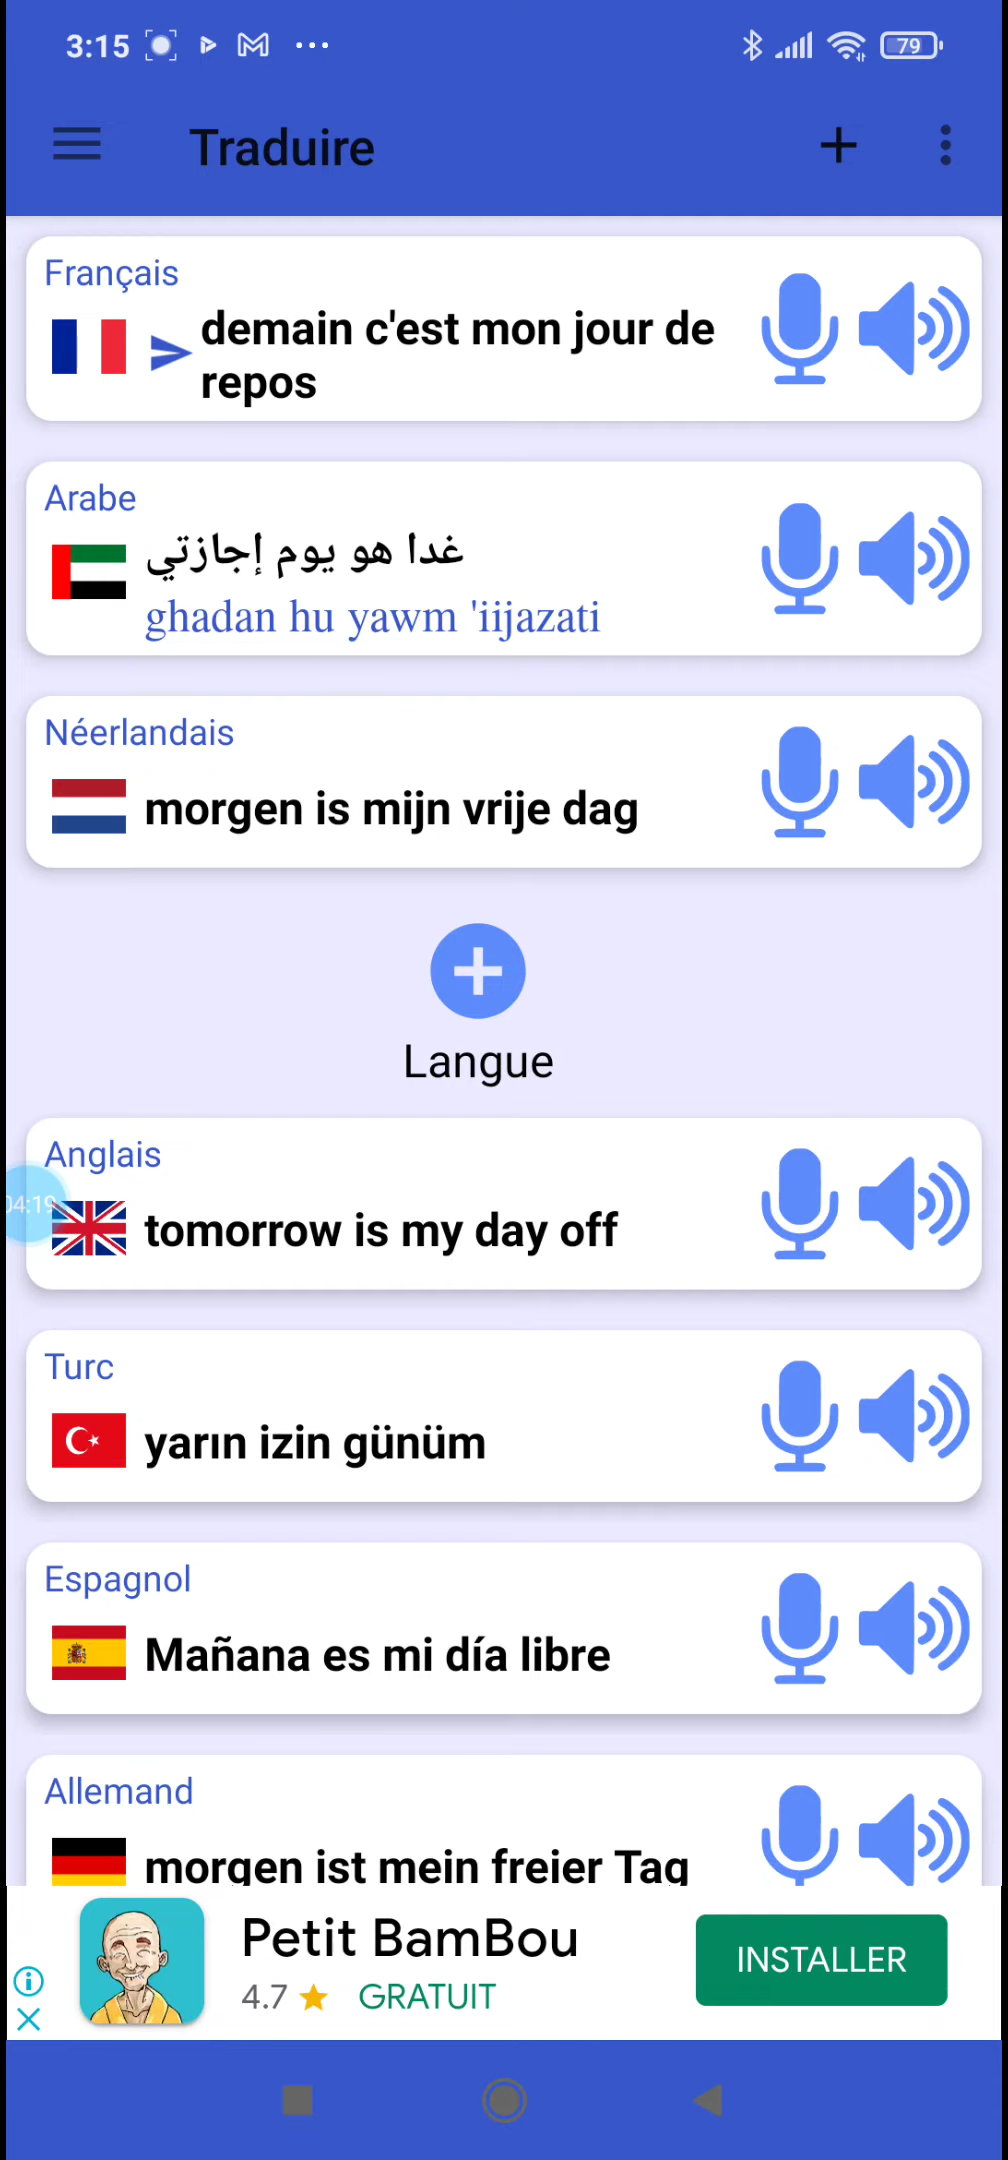 3:15
79
Traduire
Français
demain c'est mon jour de
repos
Arabe
غدا هو يوم إجازتي
ghadan hu yawm 'iijazati
Néerlandais
morgen is mijn vrije dag
Langue
Anglais
04:19
tomorrow is my day off
Turc
yarın izin günüm
Espagnol
Mañana es mi día libre
Allemand
morgen ist mein freier Tag
Petit BamBou
4.7 GRATUIT
INSTALLER